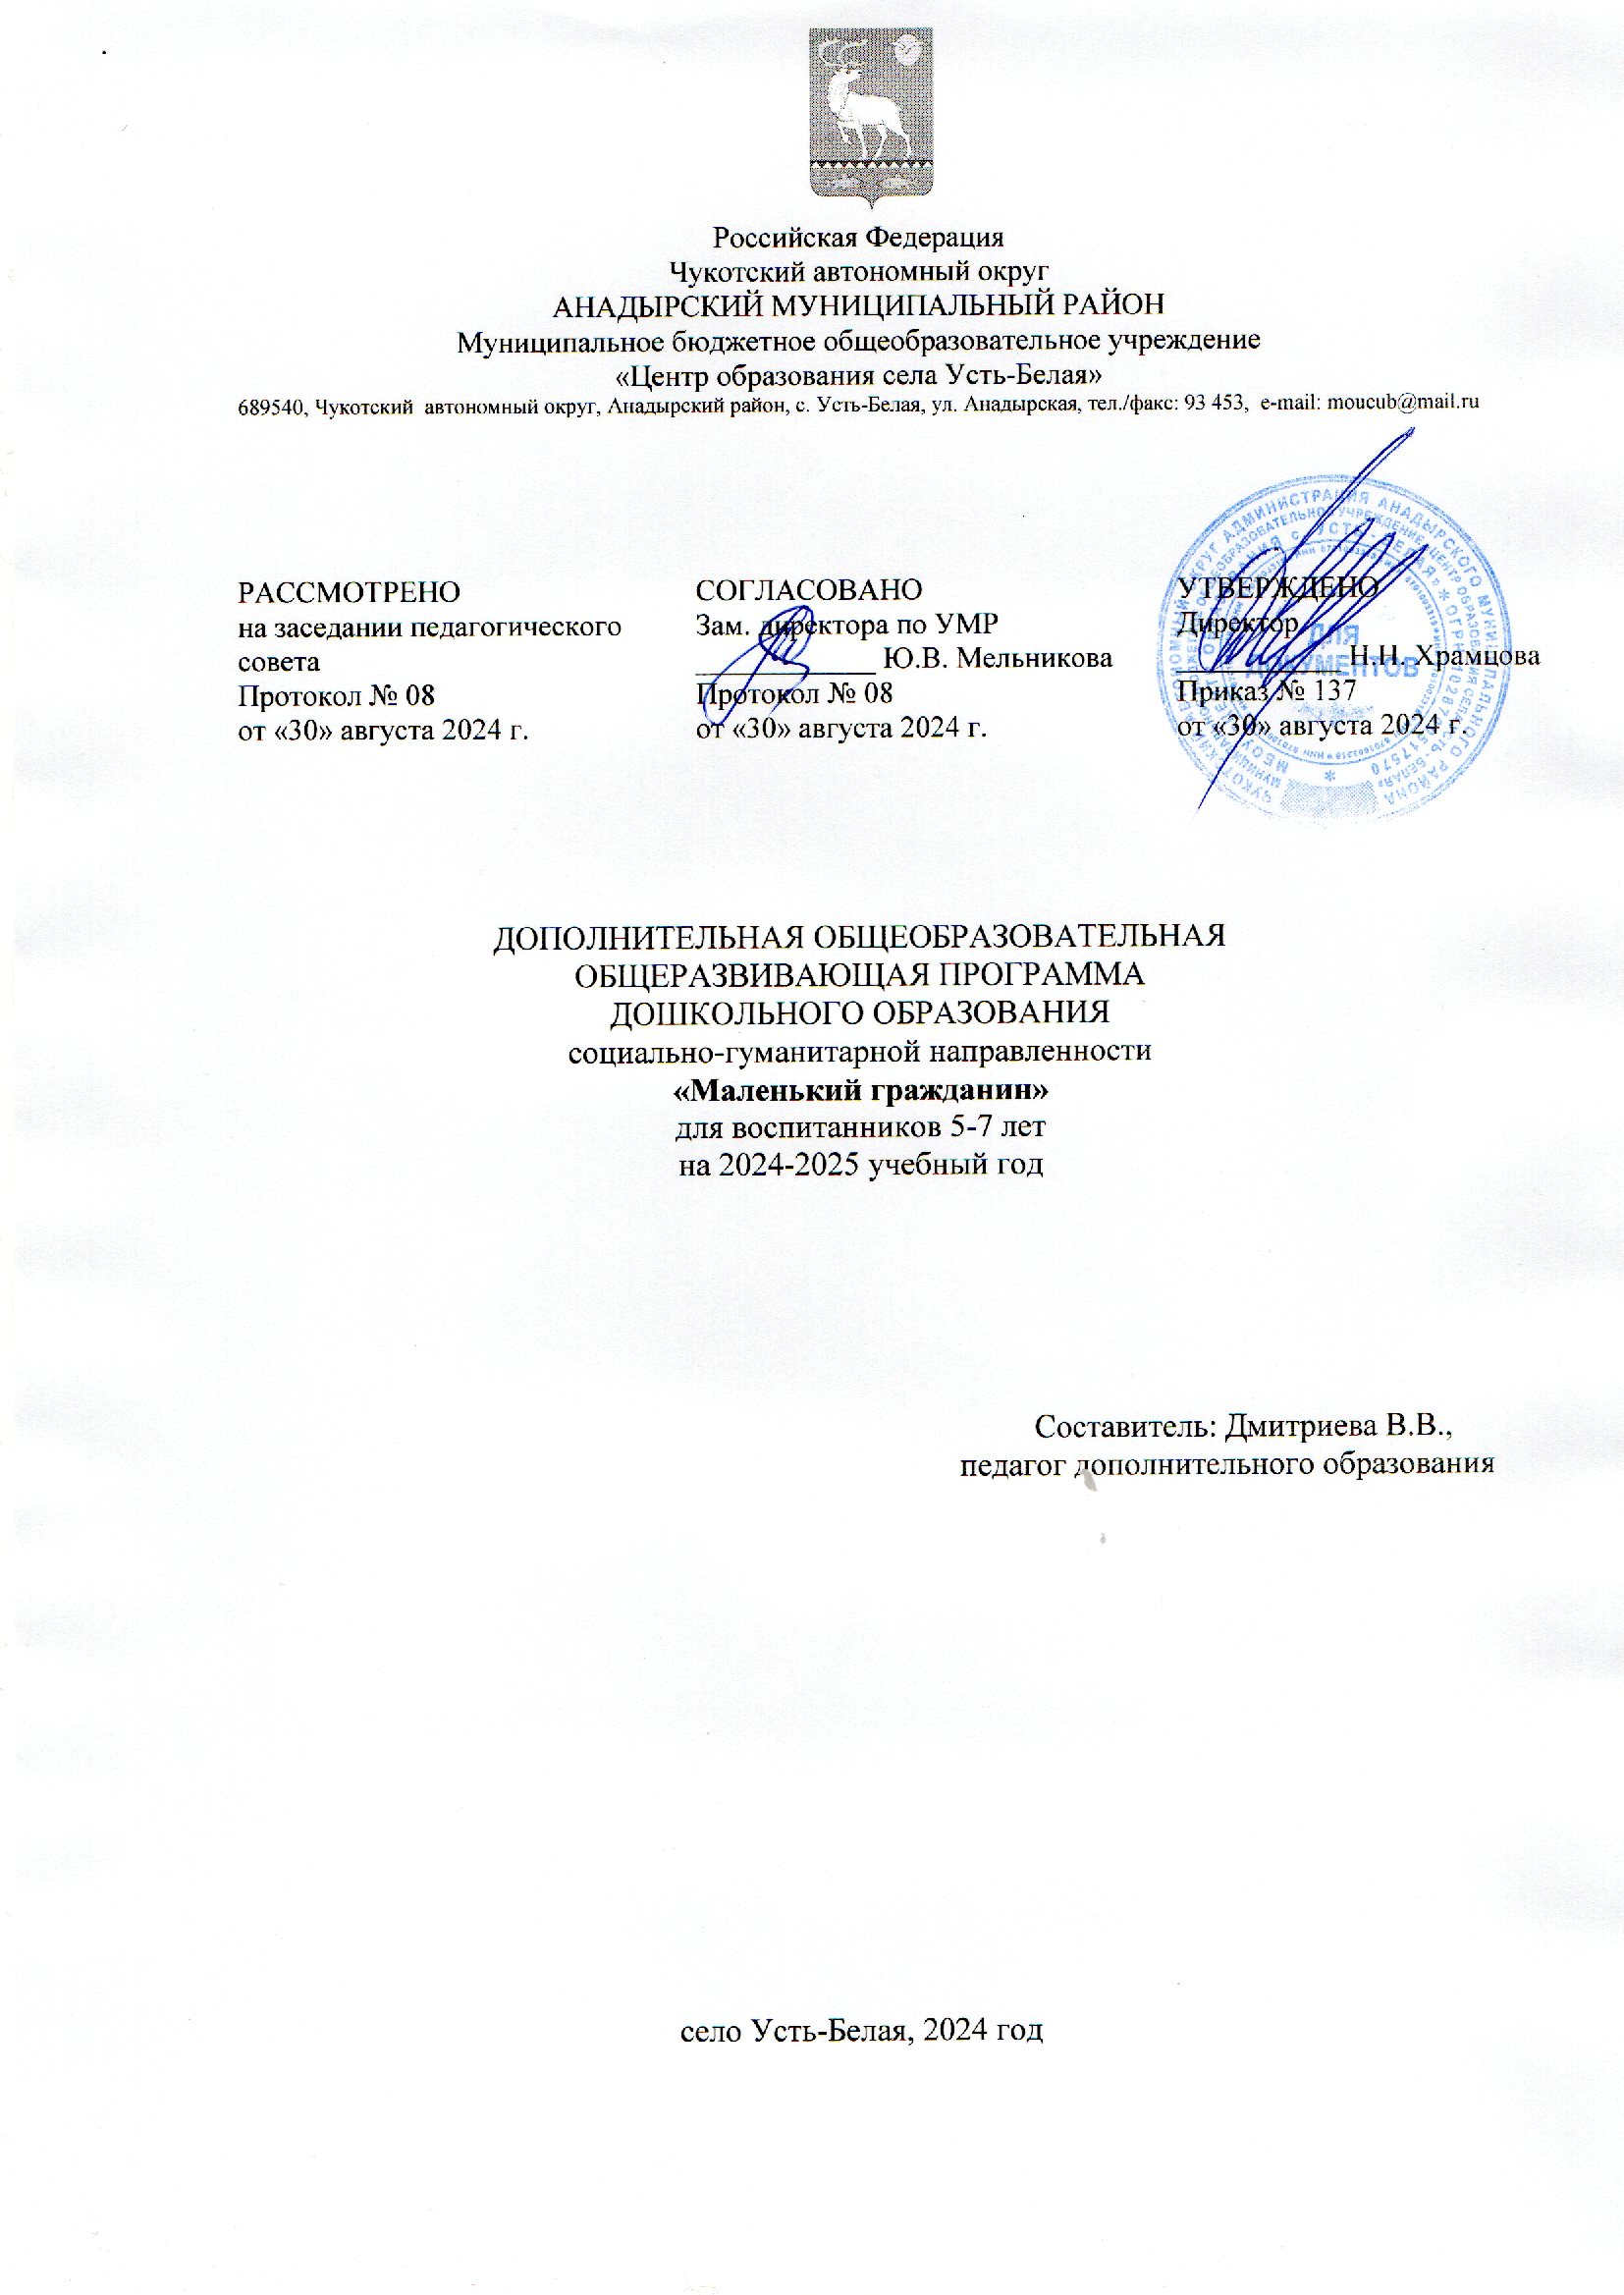 Российская Федерация
Чукотский автономный округ
АНАДЫРСКИЙ МУНИЦИПАЛЬНЫЙ РАЙОН
Муниципальное бюджетное общеобразовательное учреждение
«Центр образования села Усть-Белая»
689540, Чукотский автономный округ, Анадырский район, с. Усть-Белая, ул. Анадырская, тел./факс: 93 453, e-mail: moucub@mail.ru
РАССМОТРЕНО
на заседании педагогического
совета
Протокол № 08
от «30» августа 2024 г.
СОГЛАСОВАНО
Зам. директора по УМР
_____________ Ю.В. Мельникова
Протокол № 08
от «30» августа 2024 г.
УТВЕРЖДЕНО
Директор
____________ Н.Н. Храмцова
Приказ № 137
от «30» августа 2024 г.
ДЛЯ
ДОКУМЕНТОВ
ДОПОЛНИТЕЛЬНАЯ ОБЩЕОБРАЗОВАТЕЛЬНАЯ
ОБЩЕРАЗВИВАЮЩАЯ ПРОГРАММА
ДОШКОЛЬНОГО ОБРАЗОВАНИЯ
социально-гуманитарной направленности
«Маленький гражданин»
для воспитанников 5-7 лет
на 2024-2025 учебный год
Составитель: Дмитриева В.В.,
педагог дополнительного образования
село Усть-Белая, 2024 год